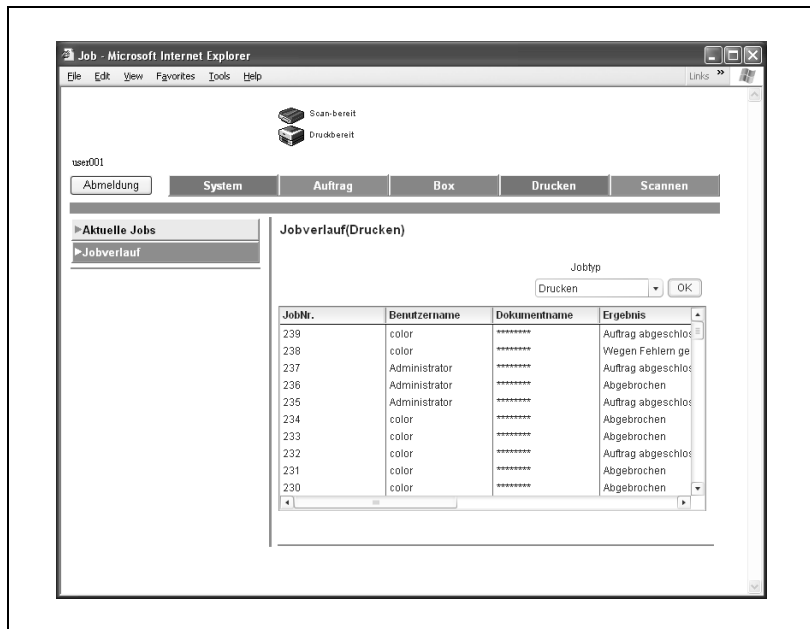 Job - Microsoft Internet Explorer
File Edit View Favorites Tools Help
Links »
Scan-bereit
Druckbereit
user001
Abmeldung System Auftrag Box Drucken Scannen
Aktuelle Jobs
Jobverlauf
Jobverlauf(Drucken)
Jobtyp
Drucken OK
JobNr. Benutzername Dokumentname Ergebnis
239 color ******** Auftrag abgeschlos
238 color ******** Wegen Fehlern ge
237 Administrator ******** Auftrag abgeschlos
236 Administrator ******** Abgebrochen
235 Administrator ******** Auftrag abgeschlos
234 color ******** Abgebrochen
233 color ******** Abgebrochen
232 color ******** Auftrag abgeschlos
231 color ******** Abgebrochen
230 color ******** Abgebrochen